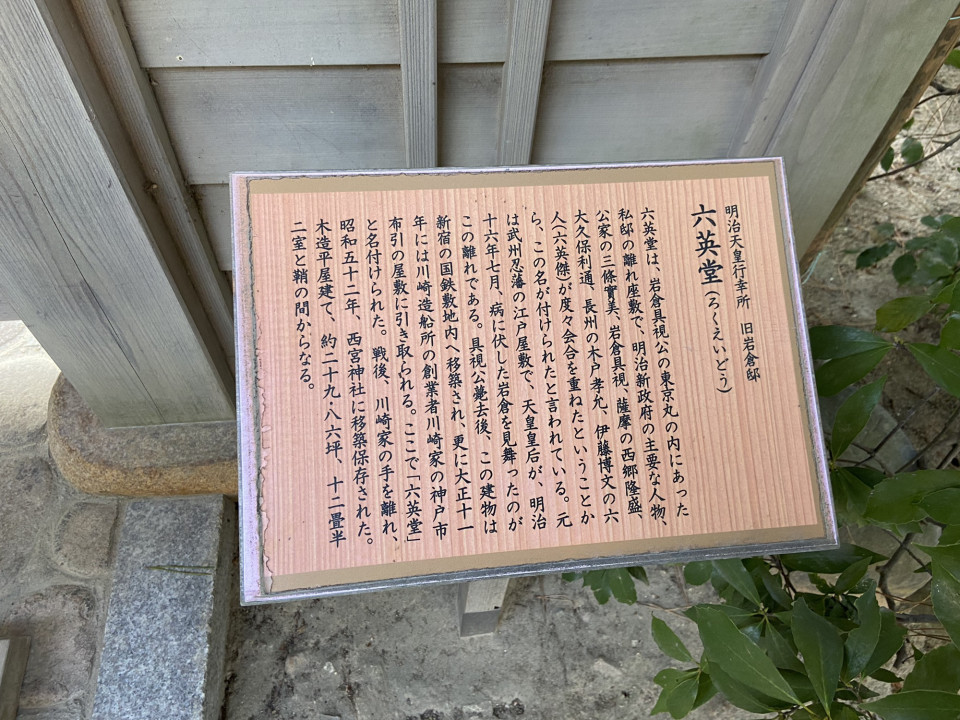 明治天皇行幸所　旧岩倉邸
六英堂（ろくえいどう）
六英堂は、岩倉具視公の東京丸の内にあった
私邸の離れ座敷で、明治新政府の主要な人物、
公家の三條實美、岩倉具視、薩摩の西郷隆盛、
大久保利通、長州の木戸孝允、伊藤博文の六
人（六英傑が度々会合を重ねたということか
ら、この名が付けられたと言われている。元
は武州忍藩の江戸屋敷で、天皇皇后が、明治
十六年七月、病に伏した岩倉を見舞ったのが
この離れである。具視公薨去後、この建物は
新宿の国鉄敷地内へ移築され、更に大正十一
年には川崎造船所の創業者川崎家の神戸市
布引の屋敷に引き取られる。ここで「六英堂」
と名付けられた。戦後、川崎家の手を離れ、
昭和五十二年、西宮神社に移築保存された。
木造平屋建て、約二十九・八六坪、十二畳半
二室と鞘の間からなる。